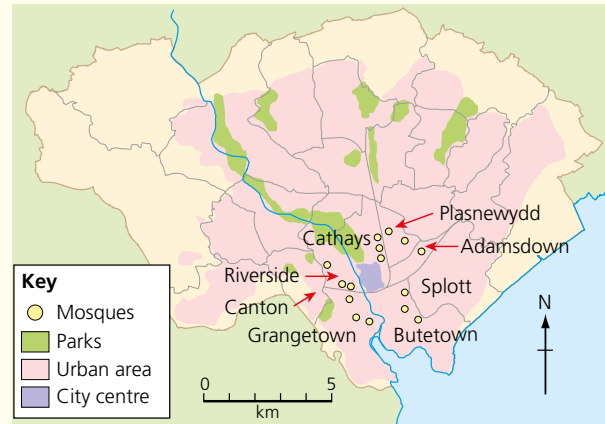 Plasnewydd
Cathays
Adamsdown
Riverside
Splott
Canton
Grangetown
Butetown
Key
Mosques
Parks
Urban area
City centre
0 5
km
N